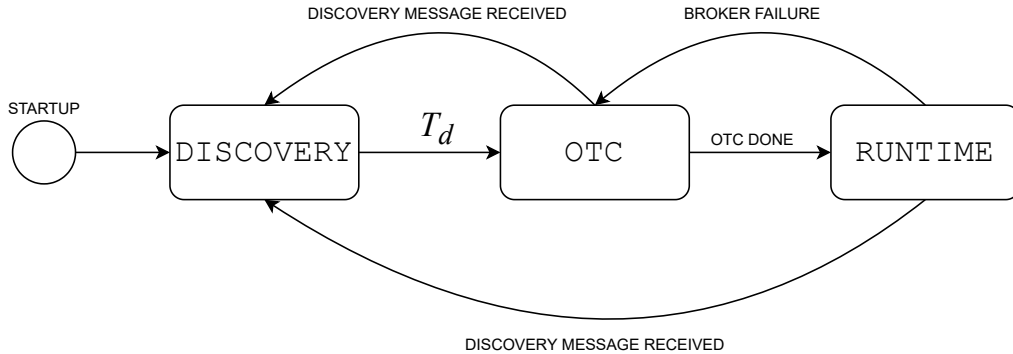 DISCOVERY MESSAGE RECEIVED
BROKER FAILURE
STARTUP
DISCOVERY
T_d
OTC
OTC DONE
RUNTIME
DISCOVERY MESSAGE RECEIVED